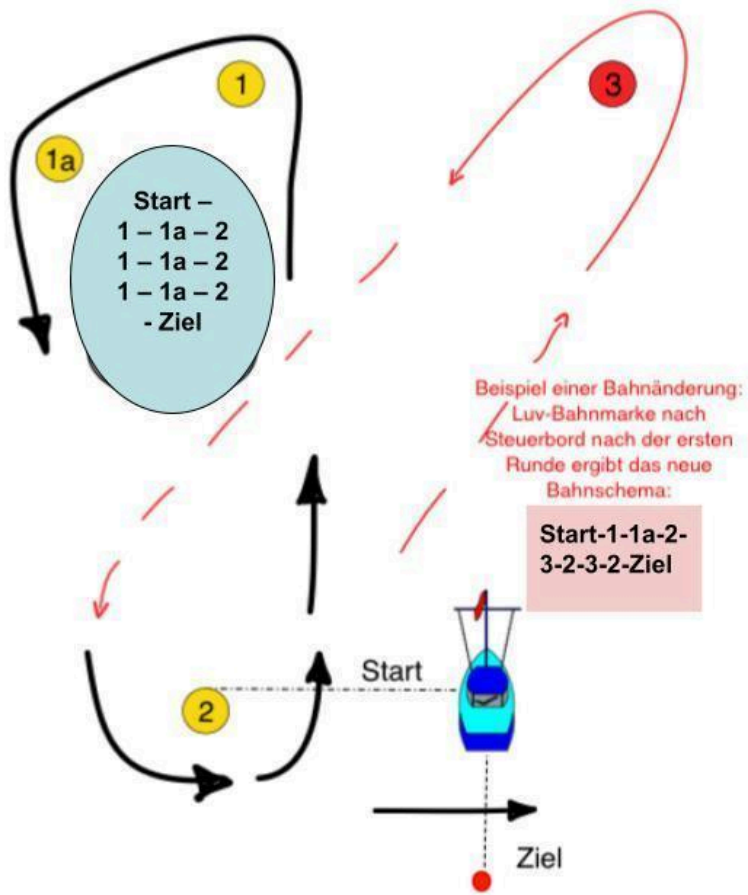 1
3
1a
Start –
1 – 1a – 2
1 – 1a – 2
1 – 1a – 2
- Ziel
Beispiel einer Bahnänderung:
Luv-Bahnmarke nach
Steuerbord nach der ersten
Runde ergibt das neue
Bahnschema:
Start-1-1a-2-
3-2-3-2-Ziel
Start
2
Ziel